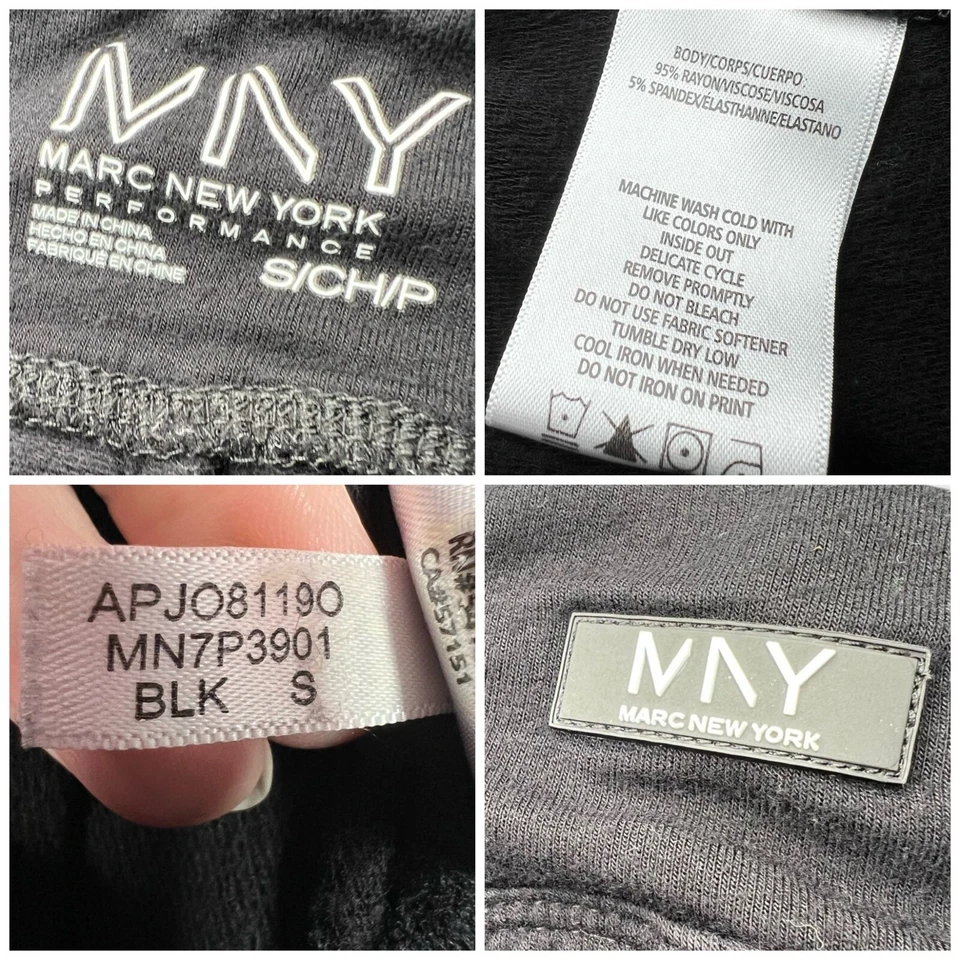 MNY
MARC NEW YORK
PERFORMANCE
MADE IN CHINA
HECHO EN CHINA
FABRIQUÉ EN CHINE
S/CH/P
BODY/CORPS/CUERPO
95% RAYON/VISCOSE/VISCOSA
5% SPANDEX/ÉLASTHANNE/ELASTANO
MACHINE WASH COLD WITH
LIKE COLORS ONLY
INSIDE OUT
DELICATE CYCLE
REMOVE PROMPTLY
DO NOT BLEACH
DO NOT USE FABRIC SOFTENER
TUMBLE DRY LOW
COOL IRON WHEN NEEDED
DO NOT IRON ON PRINT
APJO81190
MN7P3901
BLK S
CA#57151
MNY
MARC NEW YORK